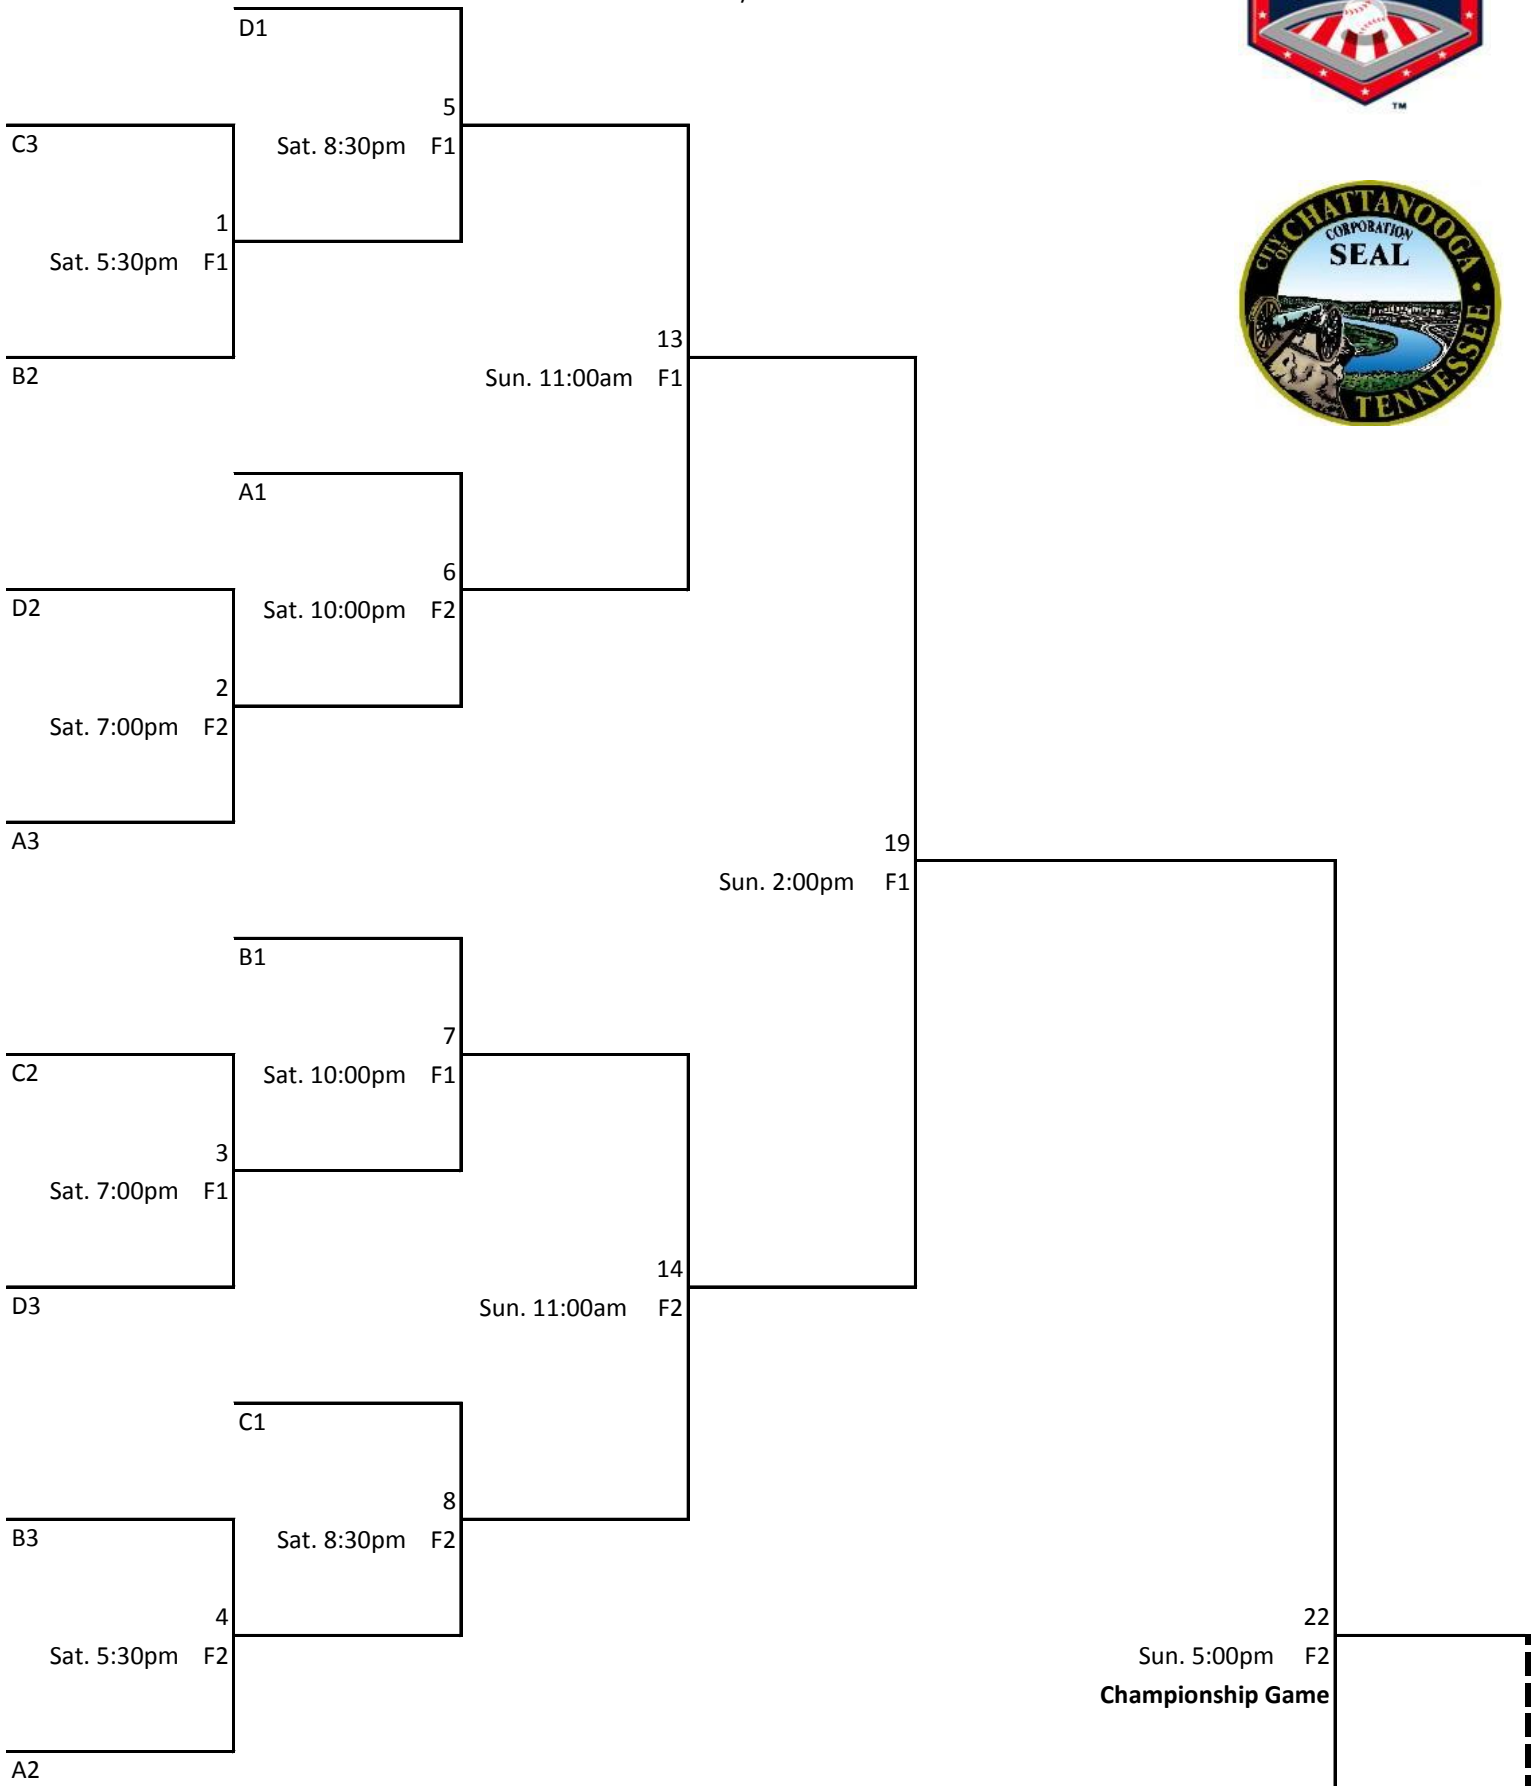 D1
5
C3
Sat. 8:30pm F1
1
Sat. 5:30pm F1
13
B2
Sun. 11:00am F1
A1
6
D2
Sat. 10:00pm F2
2
Sat. 7:00pm F2
A3
19
Sun. 2:00pm F1
B1
7
C2
Sat. 10:00pm F1
3
Sat. 7:00pm F1
14
D3
Sun. 11:00am F2
C1
8
B3
Sat. 8:30pm F2
4
22
Sat. 5:30pm F2
Sun. 5:00pm F2
Championship Game
A2
TM
CITY OF CHATTANOOGA • TENNESSEE
CORPORATION
SEAL